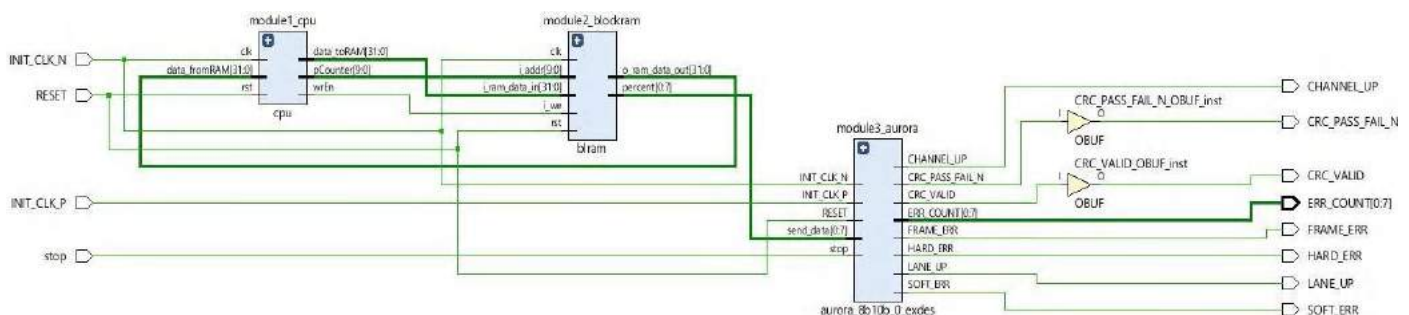 module1_cpu
clk
data_fromRAM[31:0]
rst
data_toRAM[31:0]
pCounter[9:0]
wrEn
cpu
module2_blockram
clk
i_addr[9:0]
i_ram_data_in[31:0]
i_we
rst
o_ram_data_out[31:0]
percent[0:7]
blram
INIT_CLK_N
RESET
INIT_CLK_P
stop
module3_aurora
INIT_CLK_N
INIT_CLK_P
RESET
send_data[0:7]
stop
CHANNEL_UP
CRC_PASS_FAIL_N
CRC_VALID
ERR_COUNT[0:7]
FRAME_ERR
HARD_ERR
LANE_UP
SOFT_ERR
aurora_8b10b_0_exdes
CRC_PASS_FAIL_N_OBUF_inst
I
O
OBUF
CRC_VALID_OBUF_inst
I
O
OBUF
CHANNEL_UP
CRC_PASS_FAIL_N
CRC_VALID
ERR_COUNT[0:7]
FRAME_ERR
HARD_ERR
LANE_UP
SOFT_ERR